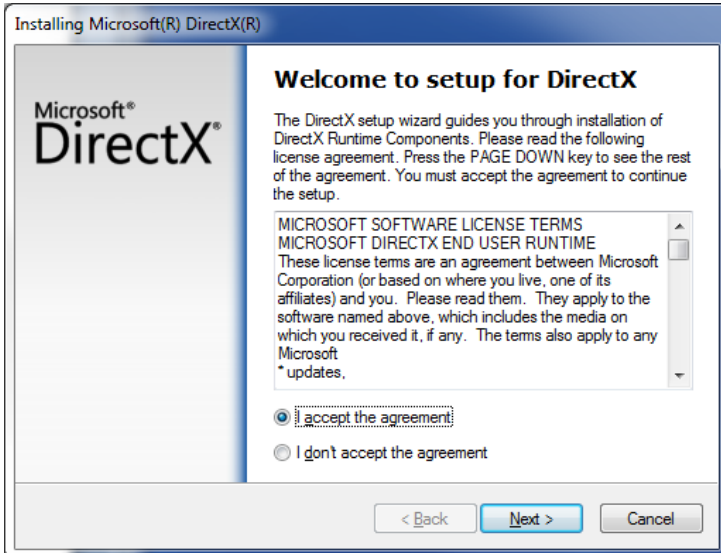 Installing Microsoft(R) DirectX(R)
Microsoft®
DirectX®
Welcome to setup for DirectX
The DirectX setup wizard guides you through installation of
DirectX Runtime Components. Please read the following
license agreement. Press the PAGE DOWN key to see the rest
of the agreement. You must accept the agreement to continue
the setup.
MICROSOFT SOFTWARE LICENSE TERMS
MICROSOFT DIRECTX END USER RUNTIME
These license terms are an agreement between Microsoft
Corporation (or based on where you live, one of its
affiliates) and you.  Please read them.  They apply to the
software named above, which includes the media on
which you received it, if any.  The terms also apply to any
Microsoft
* updates,
I accept the agreement
I don't accept the agreement
< Back Next > Cancel